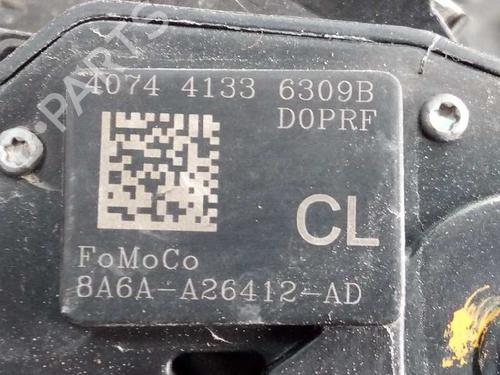 4074 4133 6309B
D0PRF
CL
FoMoCo
8A6A-A26412-AD